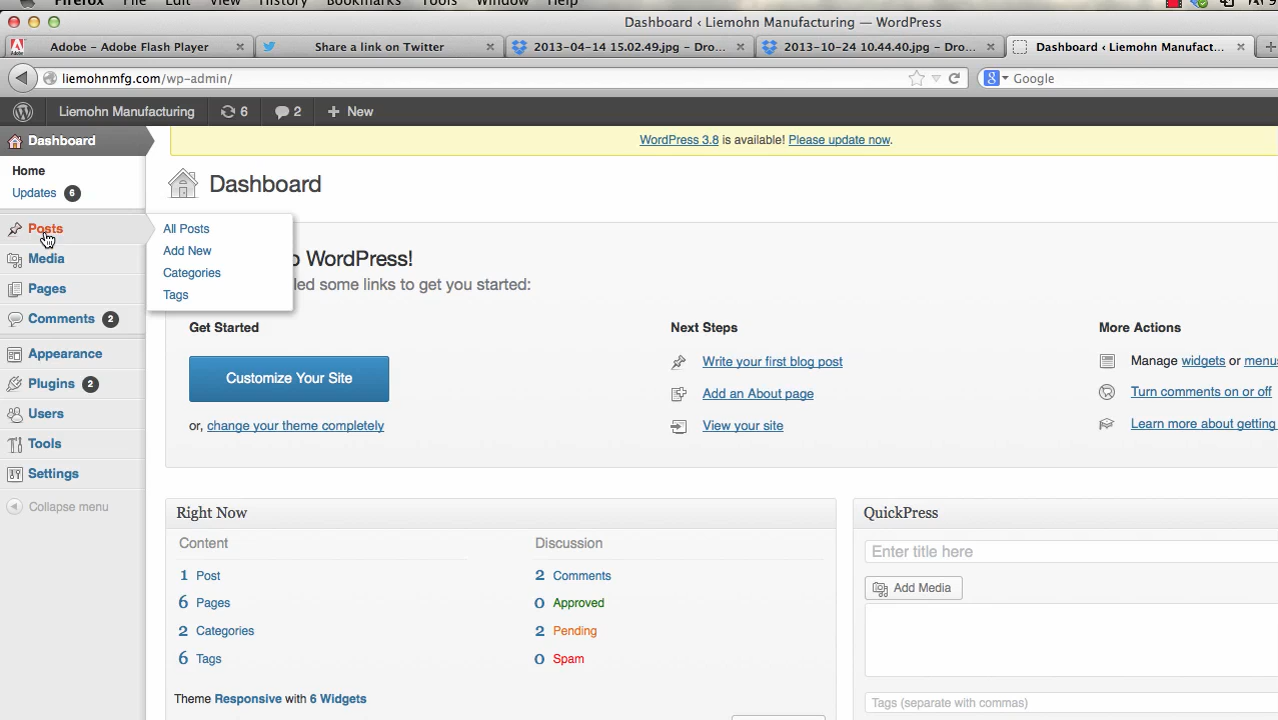 Firefox File Edit View History Bookmarks Tools Window Help
Dashboard ‹ Liemohn Manufacturing — WordPress
Adobe - Adobe Flash Player
Share a link on Twitter
2013-04-14 15.02.49.jpg - Dro...
2013-10-24 10.44.40.jpg - Dro...
Dashboard ‹ Liemohn Manufact...
liemohnmfg.com/wp-admin/
Google
Liemohn Manufacturing 6 2 + New
Dashboard
WordPress 3.8 is available! Please update now.
Home
Updates 6
Dashboard
Posts
All Posts
Add New
Categories
Tags
Media
Pages
Comments 2
Appearance
Plugins 2
Users
Tools
Settings
Collapse menu
WordPress!
some links to get you started:
Get Started
Customize Your Site
or, change your theme completely
Next Steps
Write your first blog post
Add an About page
View your site
More Actions
Manage widgets or menus
Turn comments on or off
Learn more about getting
Right Now
Content
1 Post
6 Pages
2 Categories
6 Tags
Discussion
2 Comments
0 Approved
2 Pending
0 Spam
Theme Responsive with 6 Widgets
QuickPress
Enter title here
Add Media
Tags (separate with commas)